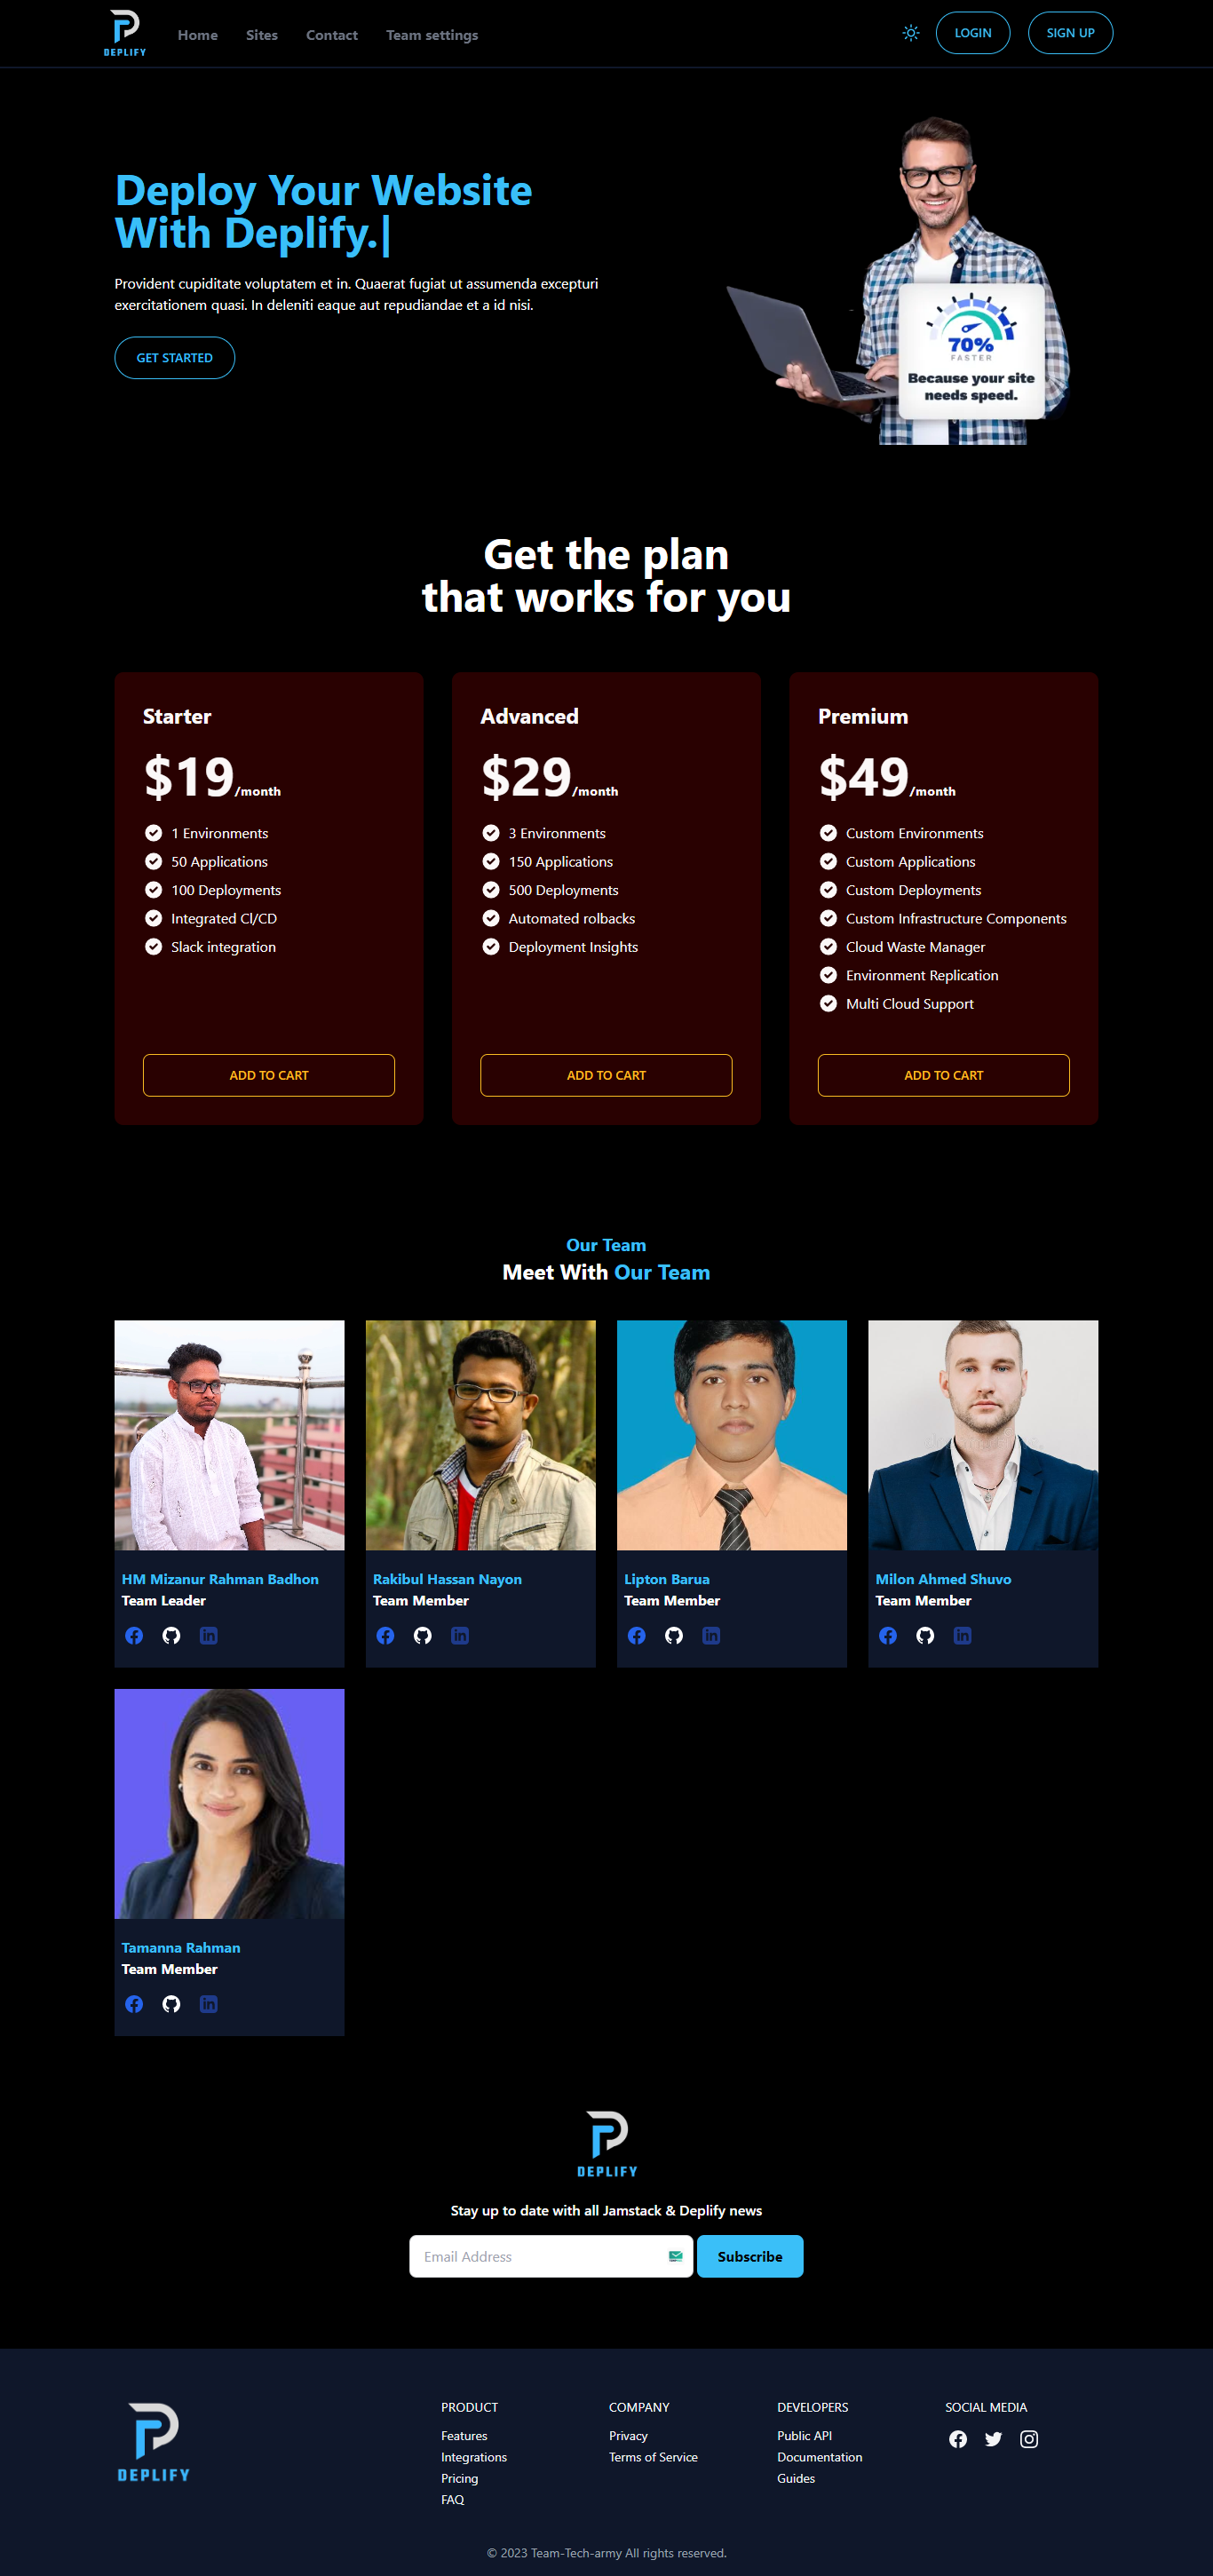 DEPLIFY
Home
Sites
Contact
Team settings
LOGIN
SIGN UP
Deploy Your Website
With Deplify.|
Provident cupiditate voluptatem et in. Quaerat fugiat ut assumenda excepturi
exercitationem quasi. In deleniti eaque aut repudiandae et a id nisi.
GET STARTED
70%
FASTER
Because your site
needs speed.
Get the plan
that works for you
Starter
$19/month
1 Environments
50 Applications
100 Deployments
Integrated Cl/CD
Slack integration
ADD TO CART
Advanced
$29/month
3 Environments
150 Applications
500 Deployments
Automated rolbacks
Deployment Insights
ADD TO CART
Premium
$49/month
Custom Environments
Custom Applications
Custom Deployments
Custom Infrastructure Components
Cloud Waste Manager
Environment Replication
Multi Cloud Support
ADD TO CART
Our Team
Meet With Our Team
HM Mizanur Rahman Badhon
Team Leader
Rakibul Hassan Nayon
Team Member
Lipton Barua
Team Member
Milon Ahmed Shuvo
Team Member
Tamanna Rahman
Team Member
DEPLIFY
Stay up to date with all Jamstack & Deplify news
Email Address
Subscribe
DEPLIFY
PRODUCT
Features
Integrations
Pricing
FAQ
COMPANY
Privacy
Terms of Service
DEVELOPERS
Public API
Documentation
Guides
SOCIAL MEDIA
© 2023 Team-Tech-army All rights reserved.